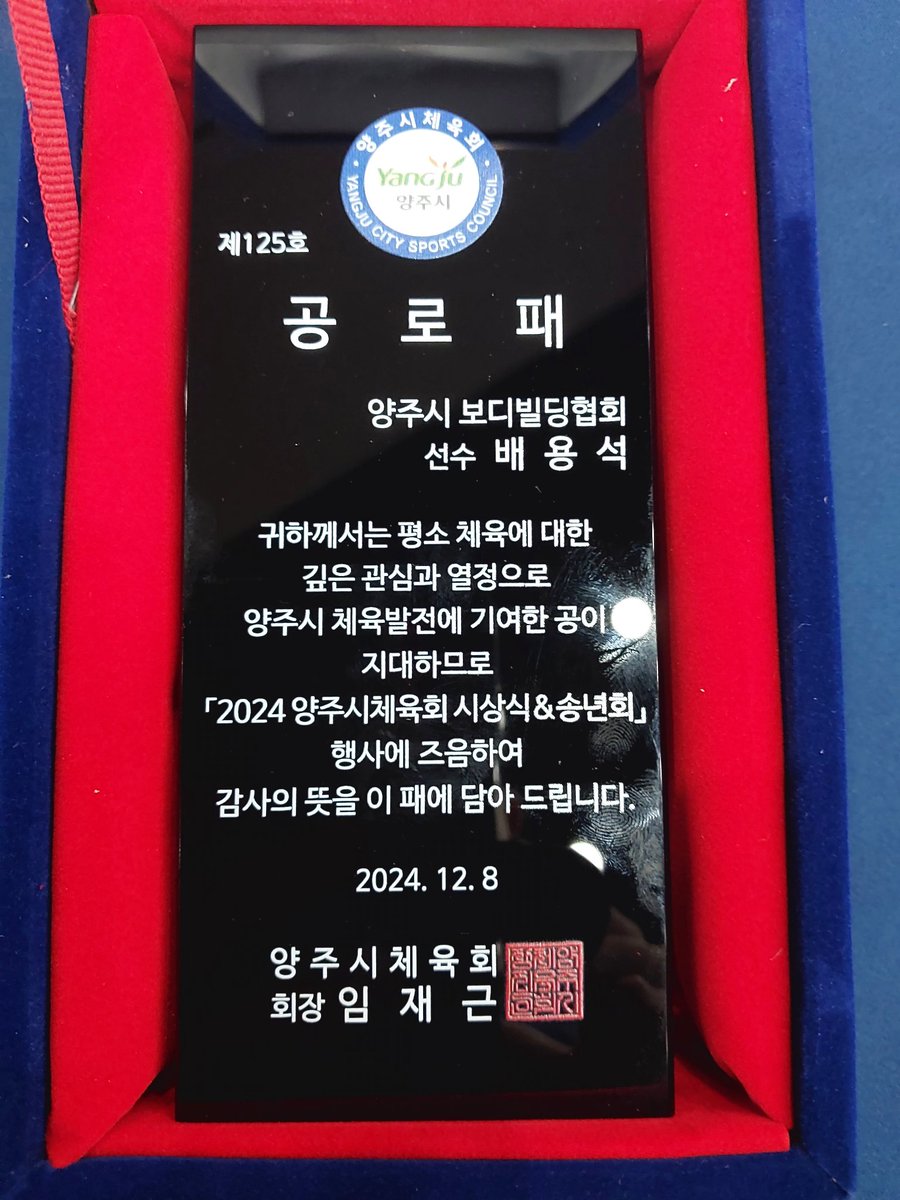 양주시체육회
Yangju
양주시
YANGJU CITY SPORTS COUNCIL
제125호
공 로 패
양주시 보디빌딩협회
선수 배 용 석
귀하께서는 평소 체육에 대한
깊은 관심과 열정으로
양주시 체육발전에 기여한 공이
지대하므로
「2024 양주시체육회 시상식&송년회」
행사에 즈음하여
감사의 뜻을 이 패에 담아 드립니다.
2024. 12. 8
양 주 시 체 육 회
회장 임 재 근